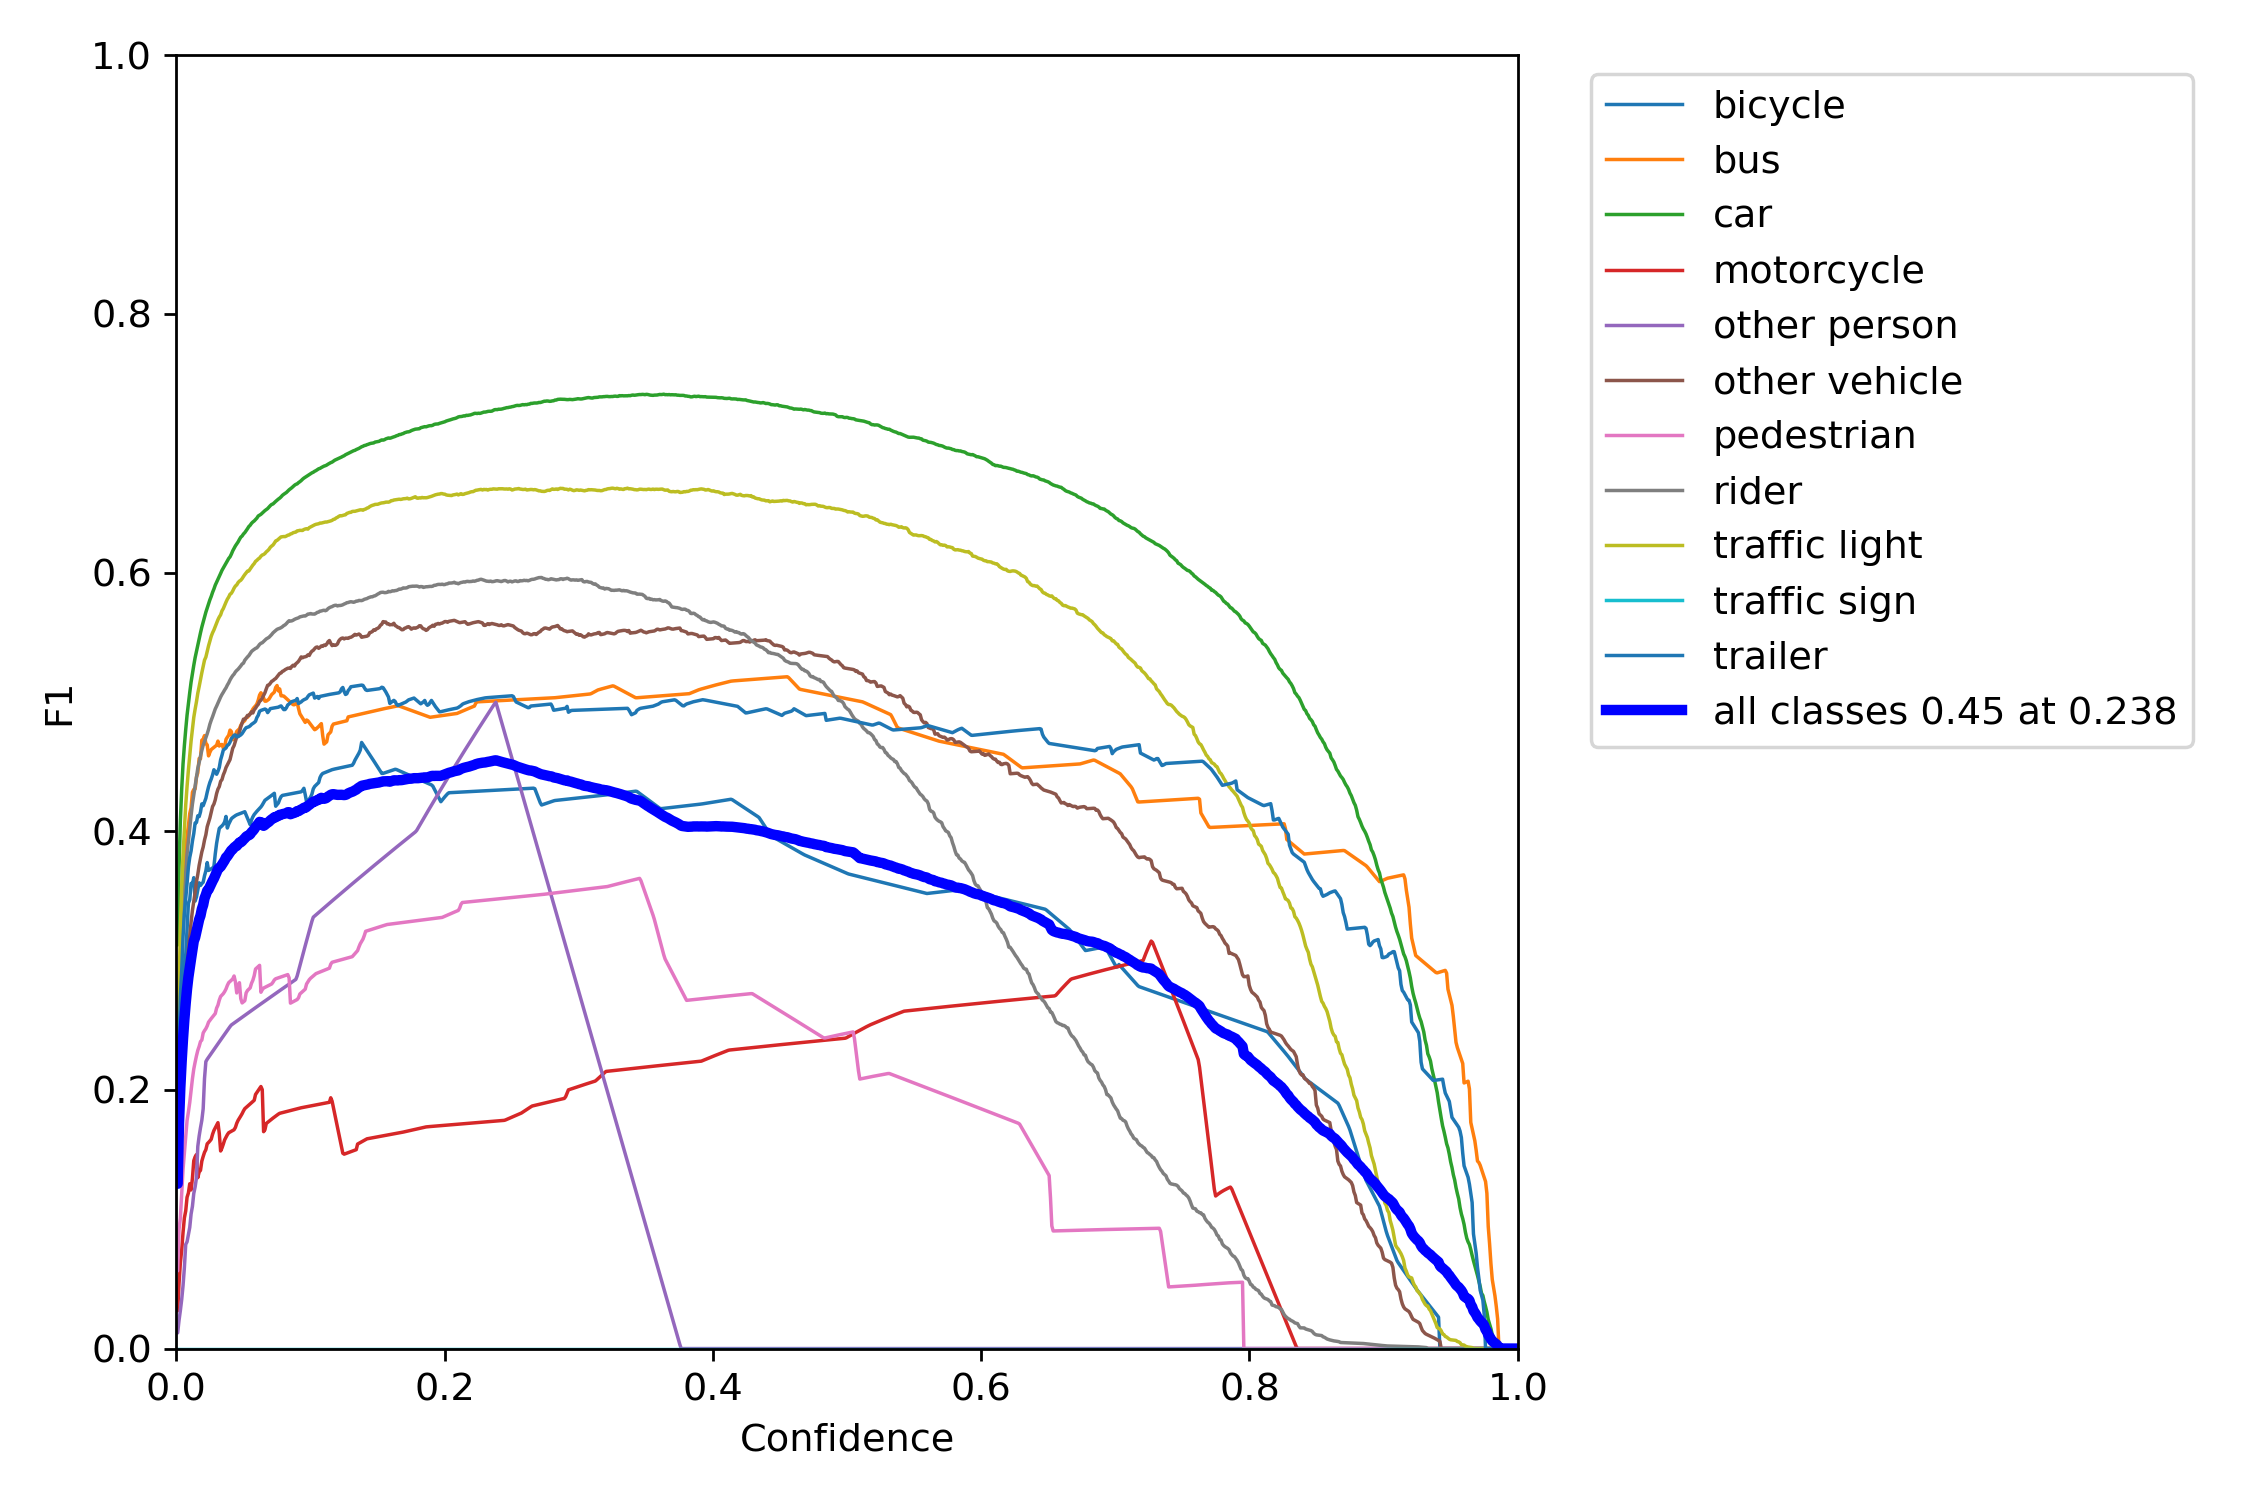 1.0
0.8
0.6
0.4
0.2
0.0
F1
0.0 0.2 0.4 0.6 0.8 1.0
Confidence
bicycle
bus
car
motorcycle
other person
other vehicle
pedestrian
rider
traffic light
traffic sign
trailer
all classes 0.45 at 0.238